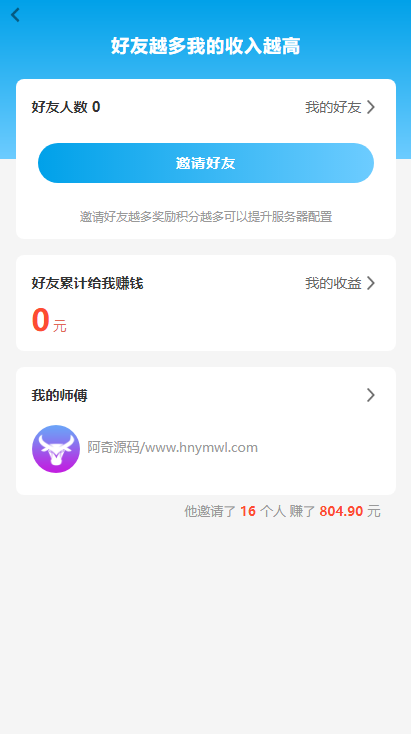 好友越多我的收入越高
好友人数 0 我的好友
邀请好友
邀请好友越多奖励积分越多可以提升服务器配置
好友累计给我赚钱 我的收益
0 元
我的师傅
阿奇源码/www.hnymwl.com
他邀请了 16 个人 赚了 804.90 元